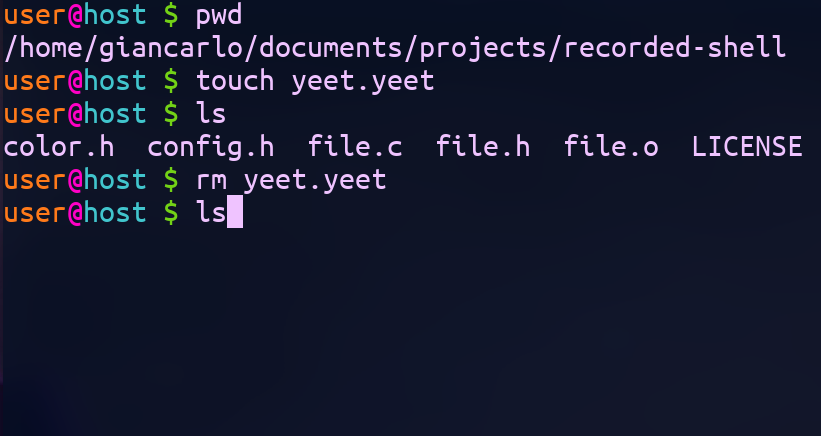 user@host $ pwd
/home/giancarlo/documents/projects/recorded-shell
user@host $ touch yeet.yeet
user@host $ ls
color.h  config.h  file.c  file.h  file.o  LICENSE
user@host $ rm yeet.yeet
user@host $ ls